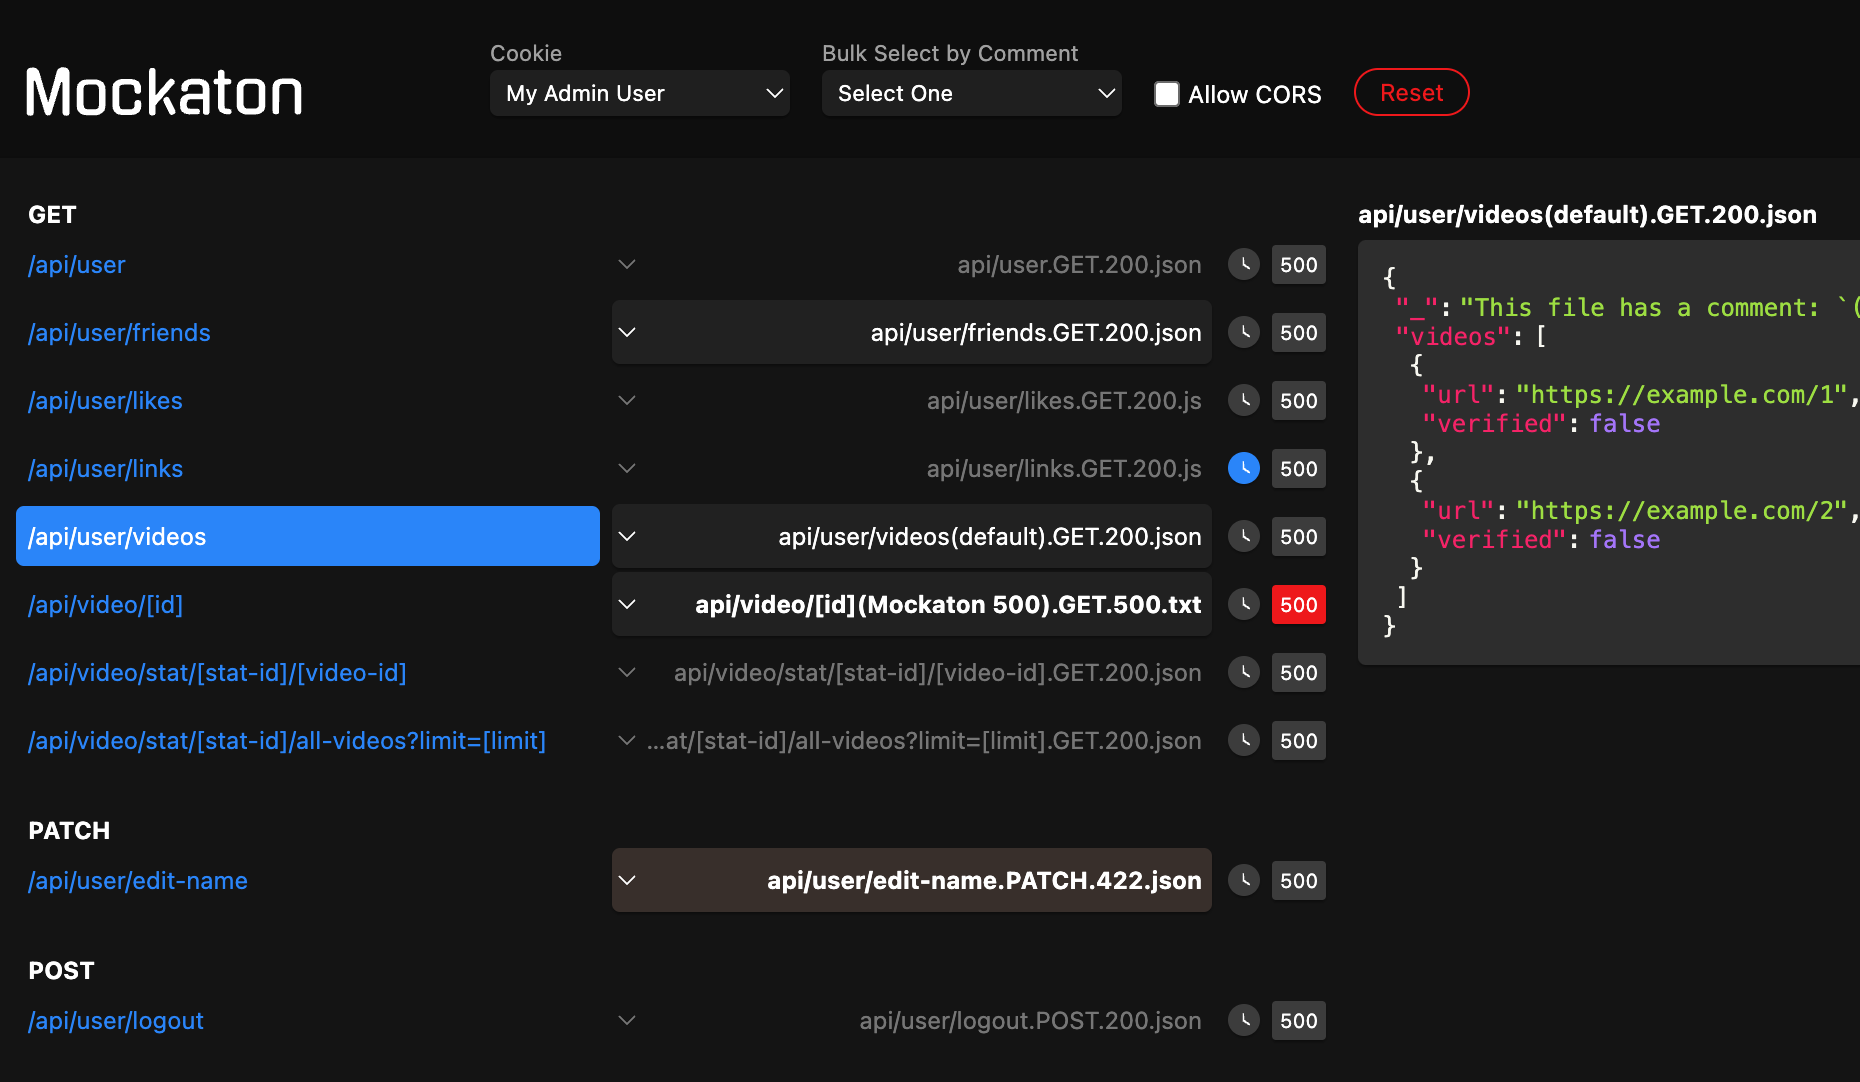 Mockaton
Cookie
My Admin User
Bulk Select by Comment
Select One
Allow CORS
Reset
GET
/api/user api/user.GET.200.json 500
/api/user/friends api/user/friends.GET.200.json 500
/api/user/likes api/user/likes.GET.200.js 500
/api/user/links api/user/links.GET.200.js 500
/api/user/videos api/user/videos(default).GET.200.json 500
/api/video/[id] api/video/[id](Mockaton 500).GET.500.txt 500
/api/video/stat/[stat-id]/[video-id] api/video/stat/[stat-id]/[video-id].GET.200.json 500
/api/video/stat/[stat-id]/all-videos?limit=[limit] ...at/[stat-id]/all-videos?limit=[limit].GET.200.json 500
PATCH
/api/user/edit-name api/user/edit-name.PATCH.422.json 500
POST
/api/user/logout api/user/logout.POST.200.json 500
api/user/videos(default).GET.200.json
{
"_": "This file has a comment: `(
"videos": [
{
"url": "https://example.com/1",
"verified": false
},
{
"url": "https://example.com/2",
"verified": false
}
]
}